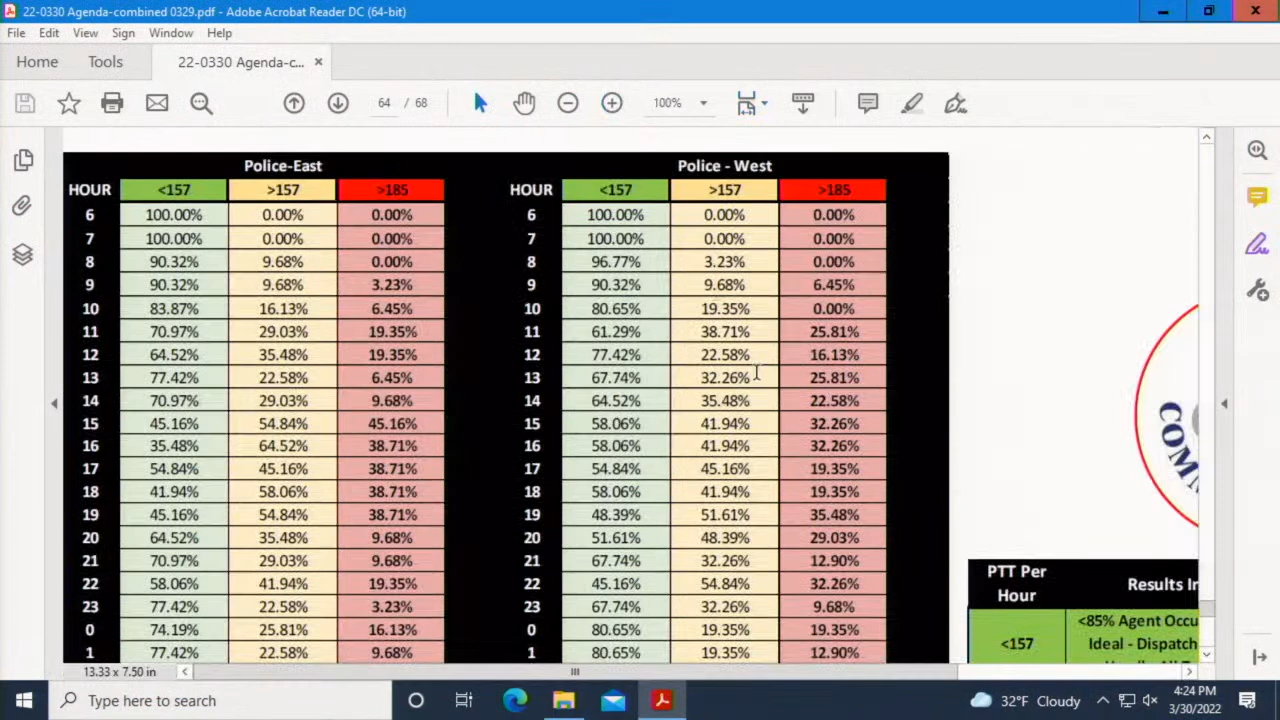 22-0330 Agenda-combined 0329.pdf - Adobe Acrobat Reader DC (64-bit)
File Edit View Sign Window Help
Home Tools 22-0330 Agenda-c... ×
64 / 68 100%
Police-East Police - West
HOUR <157 >157 >185 HOUR <157 >157 >185
6 100.00% 0.00% 0.00% 6 100.00% 0.00% 0.00%
7 100.00% 0.00% 0.00% 7 100.00% 0.00% 0.00%
8 90.32% 9.68% 0.00% 8 96.77% 3.23% 0.00%
9 90.32% 9.68% 3.23% 9 90.32% 9.68% 6.45%
10 83.87% 16.13% 6.45% 10 80.65% 19.35% 0.00%
11 70.97% 29.03% 19.35% 11 61.29% 38.71% 25.81%
12 64.52% 35.48% 19.35% 12 77.42% 22.58% 16.13%
13 77.42% 22.58% 6.45% 13 67.74% 32.26% 25.81%
14 70.97% 29.03% 9.68% 14 64.52% 35.48% 22.58%
15 45.16% 54.84% 45.16% 15 58.06% 41.94% 32.26%
16 35.48% 64.52% 38.71% 16 58.06% 41.94% 32.26%
17 54.84% 45.16% 38.71% 17 54.84% 45.16% 19.35%
18 41.94% 58.06% 38.71% 18 58.06% 41.94% 19.35%
19 45.16% 54.84% 38.71% 19 48.39% 51.61% 35.48%
20 64.52% 35.48% 9.68% 20 51.61% 48.39% 29.03%
21 70.97% 29.03% 9.68% 21 67.74% 32.26% 12.90%
22 58.06% 41.94% 19.35% 22 45.16% 54.84% 32.26%
23 77.42% 22.58% 3.23% 23 67.74% 32.26% 9.68%
0 74.19% 25.81% 16.13% 0 80.65% 19.35% 19.35%
1 77.42% 22.58% 9.68% 1 80.65% 19.35% 12.90%
COMM
PTT Per
Hour
Results In
<157
<85% Agent Occu
Ideal - Dispatch
13.33 x 7.50 in
Type here to search
32°F Cloudy
4:24 PM
3/30/2022